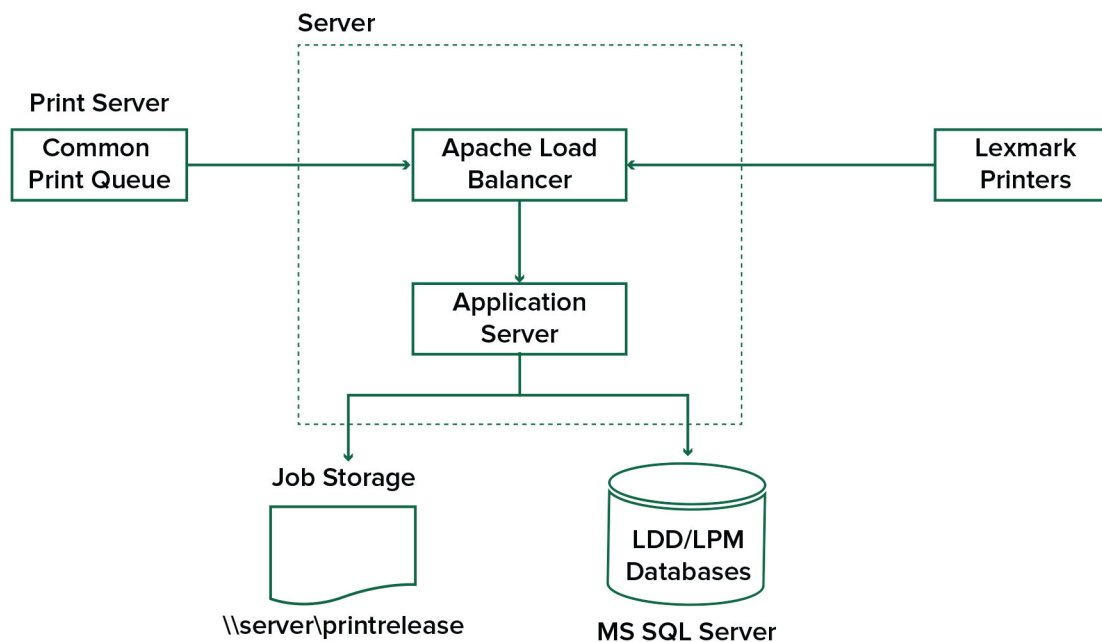 Server
Print Server
Common
Print Queue
Apache Load
Balancer
Lexmark
Printers
Application
Server
Job Storage
\\server\printrelease
LDD/LPM
Databases
MS SQL Server